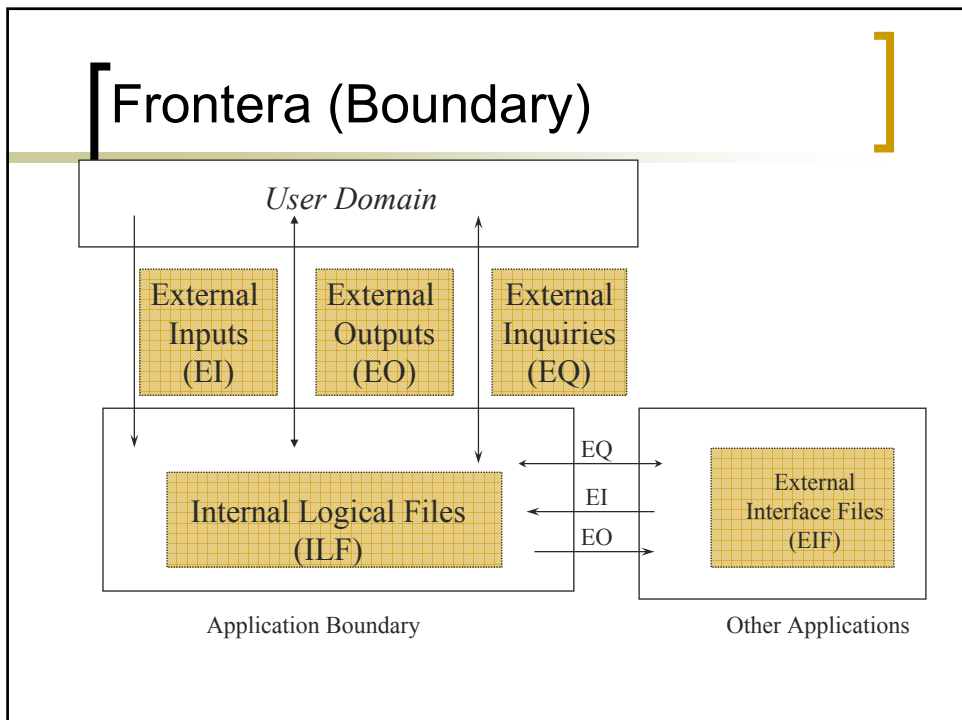 Frontera (Boundary)
User Domain
External
Inputs
(EI)
External
Outputs
(EO)
External
Inquiries
(EQ)
Internal Logical Files
(ILF)
EQ
EI
EO
External
Interface Files
(EIF)
Application Boundary
Other Applications